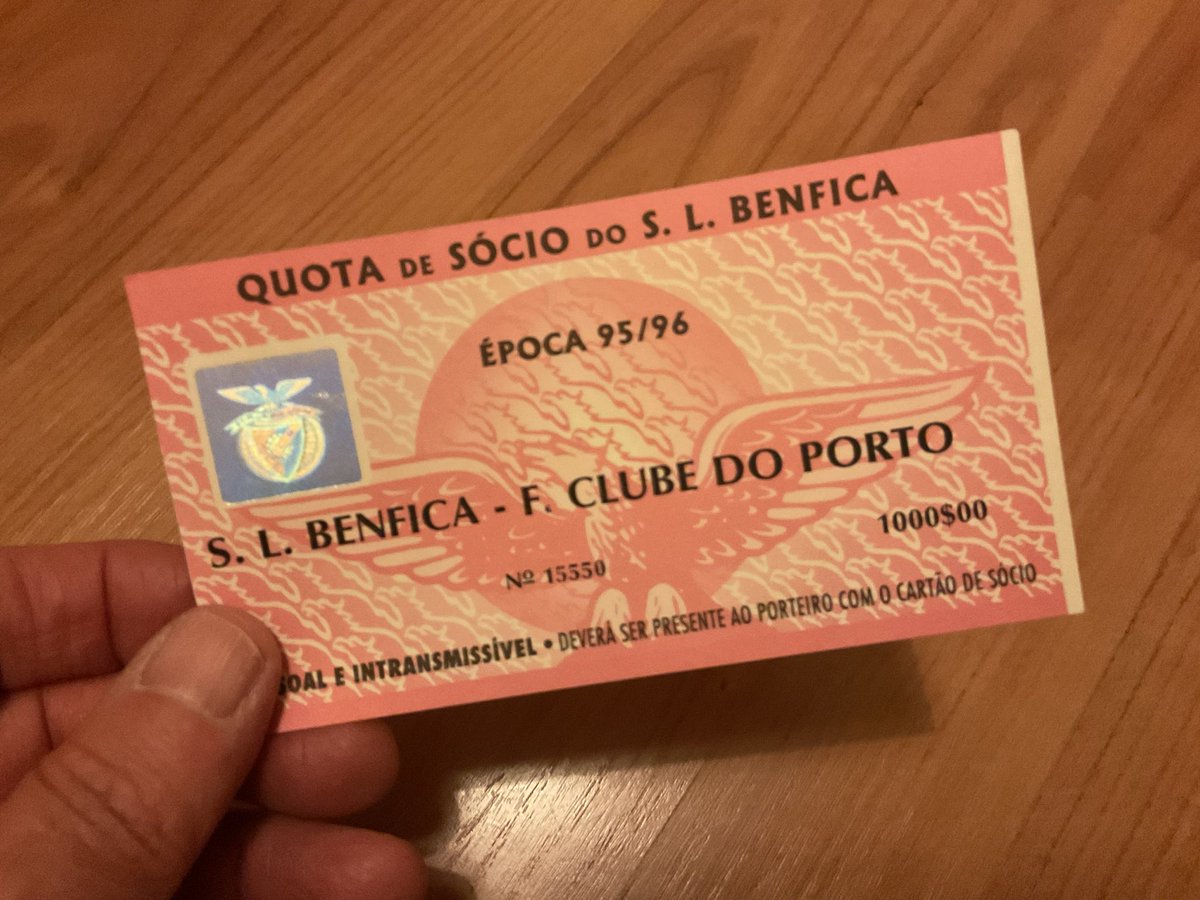 QUOTA DE SÓCIO DO S. L. BENFICA
ÉPOCA 95/96
S. L. BENFICA - F. CLUBE DO PORTO
1000$00
Nº 15550
SOAL E INTRANSMISSÍVEL • DEVERÁ SER PRESENTE AO PORTEIRO COM O CARTÃO DE SÓCIO